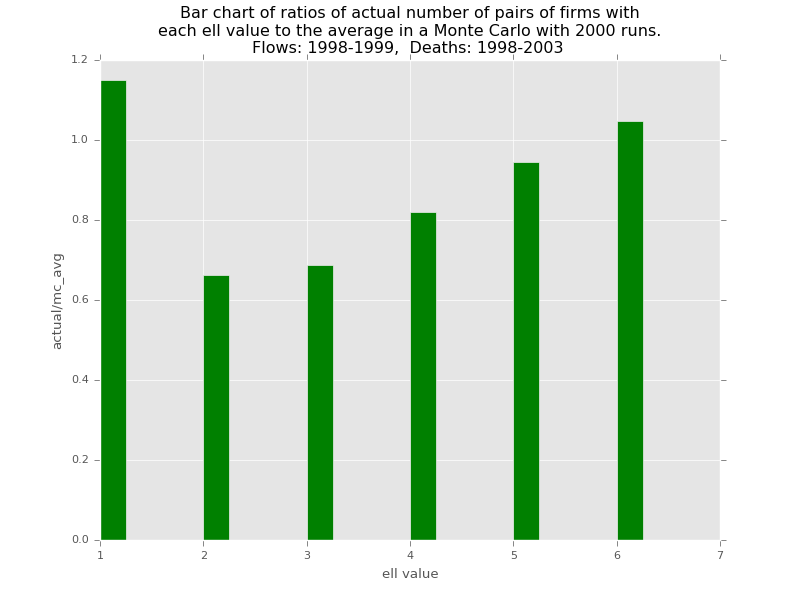 Bar chart of ratios of actual number of pairs of firms with
each ell value to the average in a Monte Carlo with 2000 runs.
Flows: 1998-1999,  Deaths: 1998-2003
1.2
1.0
0.8
0.6
0.4
0.2
0.0
actual/mc_avg
1 2 3 4 5 6 7
ell value